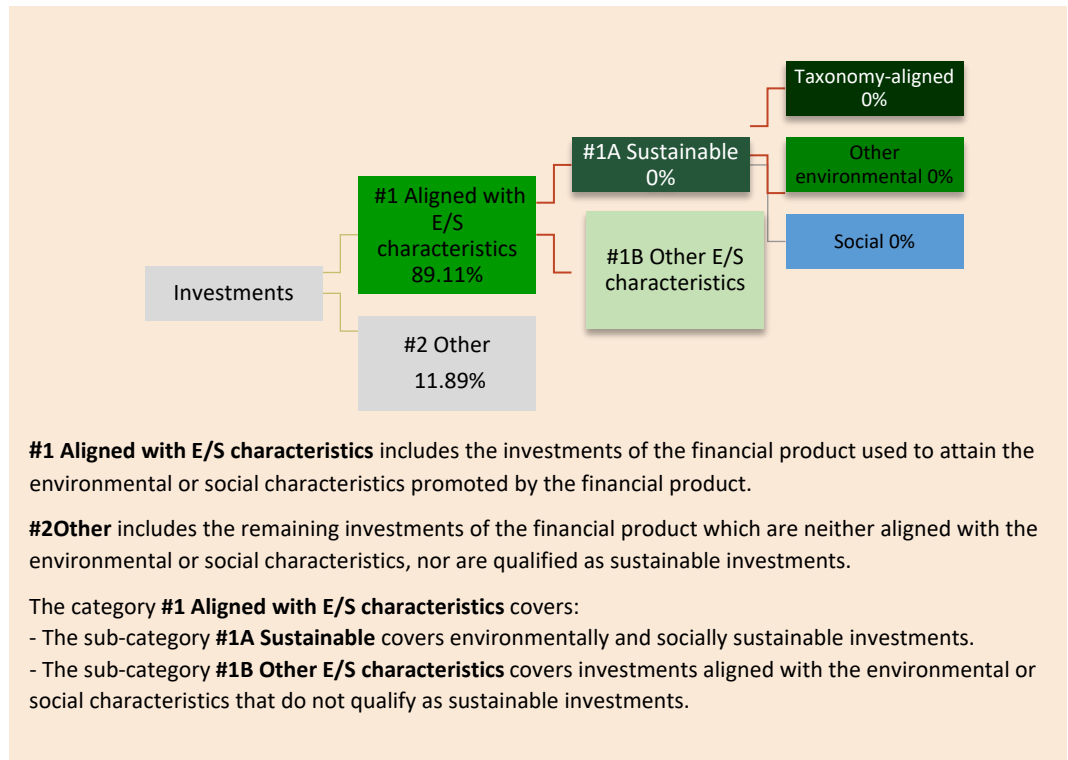 Taxonomy-aligned
0%
#1A Sustainable
0%
Other
environmental 0%
#1 Aligned with
E/S
characteristics
89.11%
Social 0%
#1B Other E/S
characteristics
Investments
#2 Other
11.89%
#1 Aligned with E/S characteristics includes the investments of the financial product used to attain the
environmental or social characteristics promoted by the financial product.
#2Other includes the remaining investments of the financial product which are neither aligned with the
environmental or social characteristics, nor are qualified as sustainable investments.
The category #1 Aligned with E/S characteristics covers:
- The sub-category #1A Sustainable covers environmentally and socially sustainable investments.
- The sub-category #1B Other E/S characteristics covers investments aligned with the environmental or
social characteristics that do not qualify as sustainable investments.